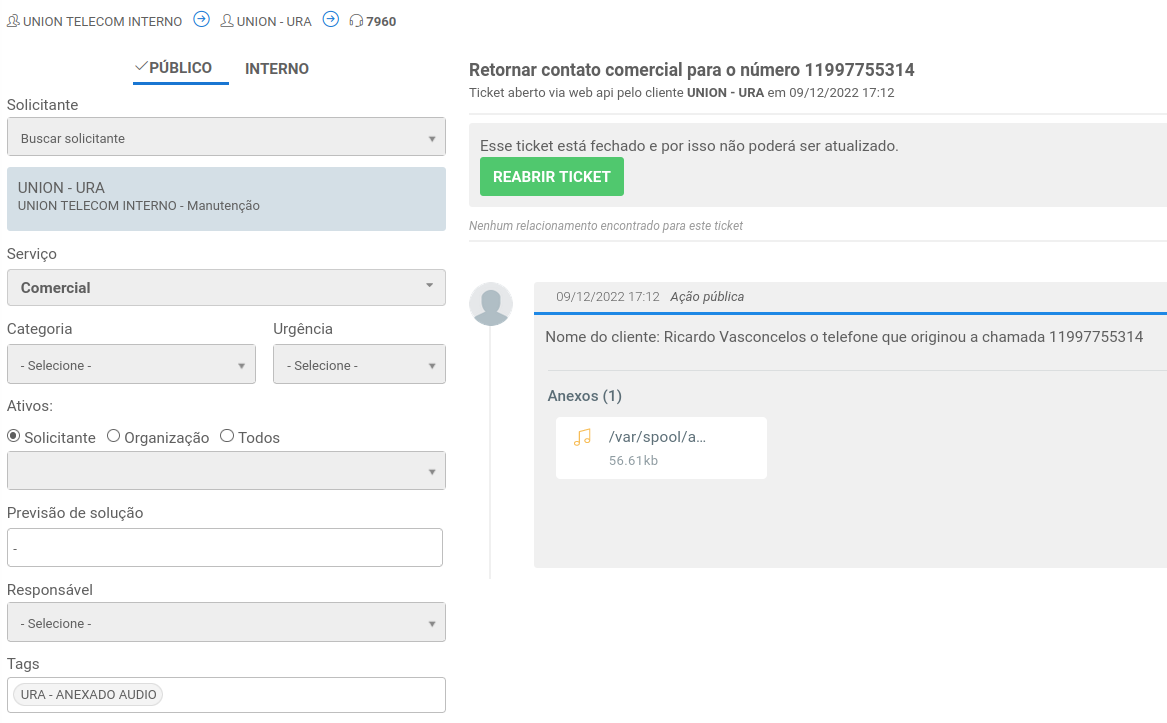 UNION TELECOM INTERNO UNION - URA 7960
PÚBLICO INTERNO
Solicitante
Buscar solicitante
UNION - URA
UNION TELECOM INTERNO - Manutenção
Serviço
Comercial
Categoria Urgência
- Selecione - - Selecione -
Ativos:
Solicitante Organização Todos
Previsão de solução
-
Responsável
- Selecione -
Tags
URA - ANEXADO AUDIO
Retornar contato comercial para o número 11997755314
Ticket aberto via web api pelo cliente UNION - URA em 09/12/2022 17:12
Esse ticket está fechado e por isso não poderá ser atualizado.
REABRIR TICKET
Nenhum relacionamento encontrado para este ticket
09/12/2022 17:12 Ação pública
Nome do cliente: Ricardo Vasconcelos o telefone que originou a chamada 11997755314
Anexos (1)
/var/spool/a...
56.61kb